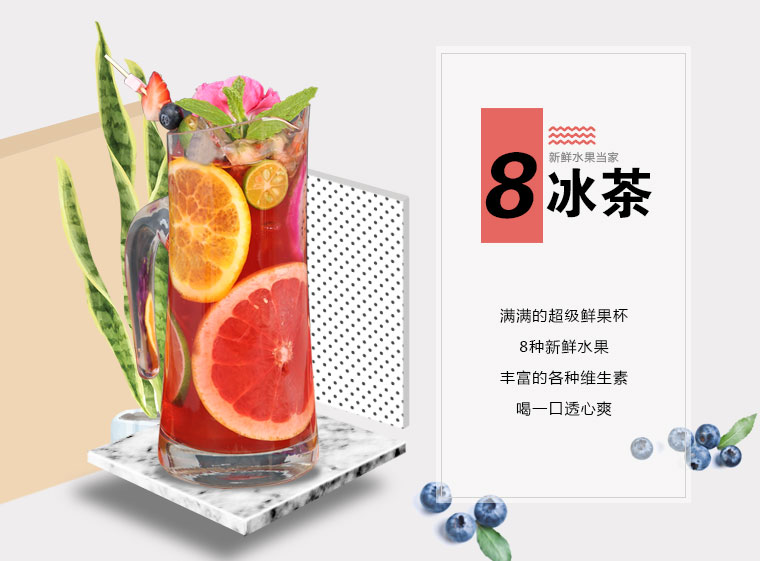 新鲜水果当家
8冰茶
满满的超级鲜果杯
8种新鲜水果
丰富的各种维生素
喝一口透心爽